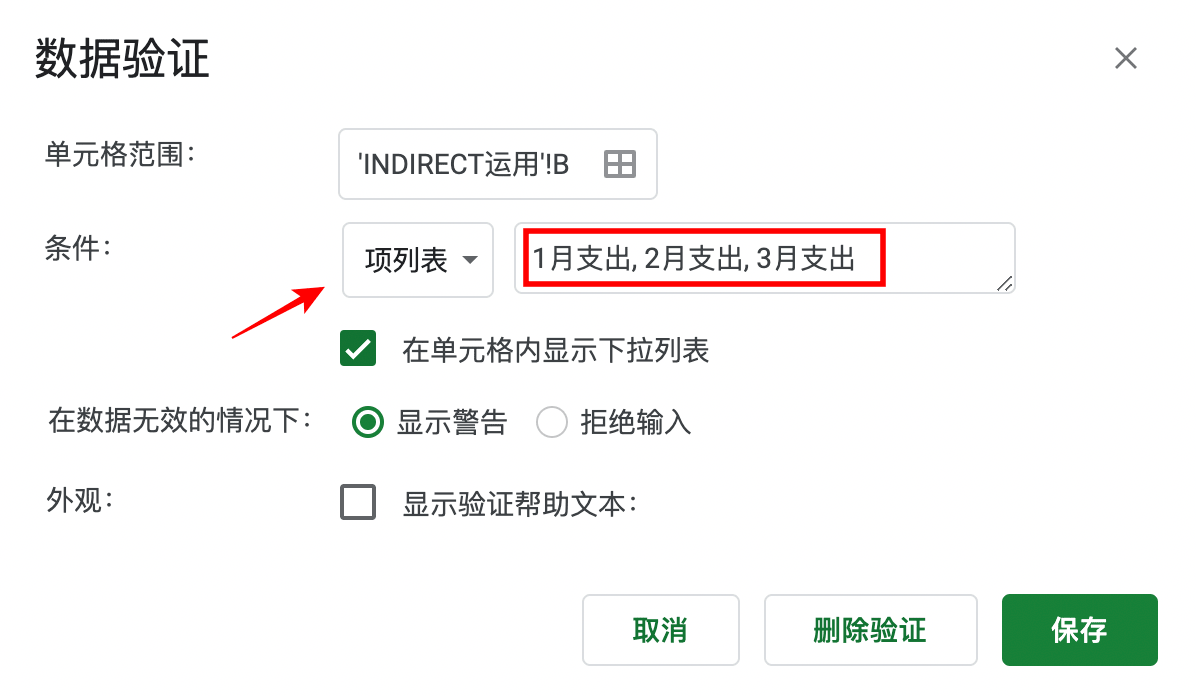 数据验证
单元格范围：
'INDIRECT运用'!B
条件：
项列表
1月支出, 2月支出, 3月支出
在单元格内显示下拉列表
在数据无效的情况下：
显示警告
拒绝输入
外观：
显示验证帮助文本：
取消
删除验证
保存